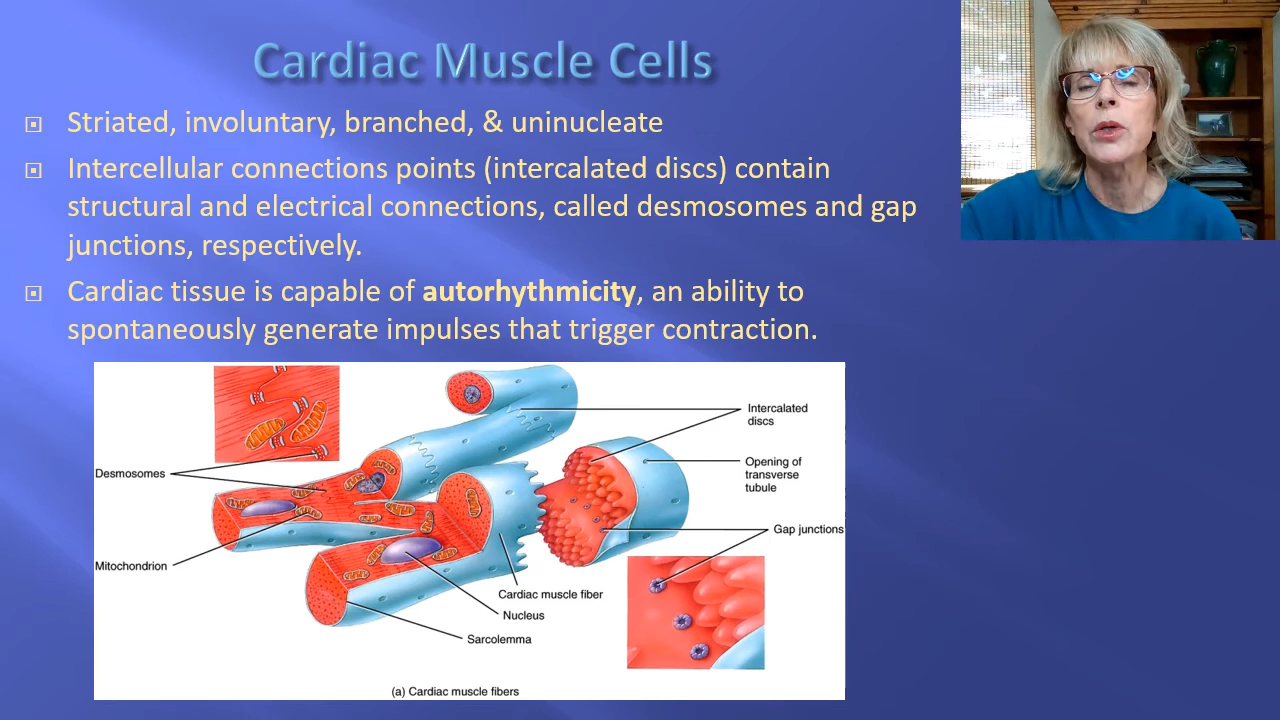 Cardiac Muscle Cells
Striated, involuntary, branched, & uninucleate
Intercellular connections points (intercalated discs) contain
structural and electrical connections, called desmosomes and gap
junctions, respectively.
Cardiac tissue is capable of autorhythmicity, an ability to
spontaneously generate impulses that trigger contraction.
Intercalated
discs
Desmosomes
Opening of
transverse
tubule
Gap junctions
Mitochondrion
Cardiac muscle fiber
Nucleus
Sarcolemma
(a) Cardiac muscle fibers